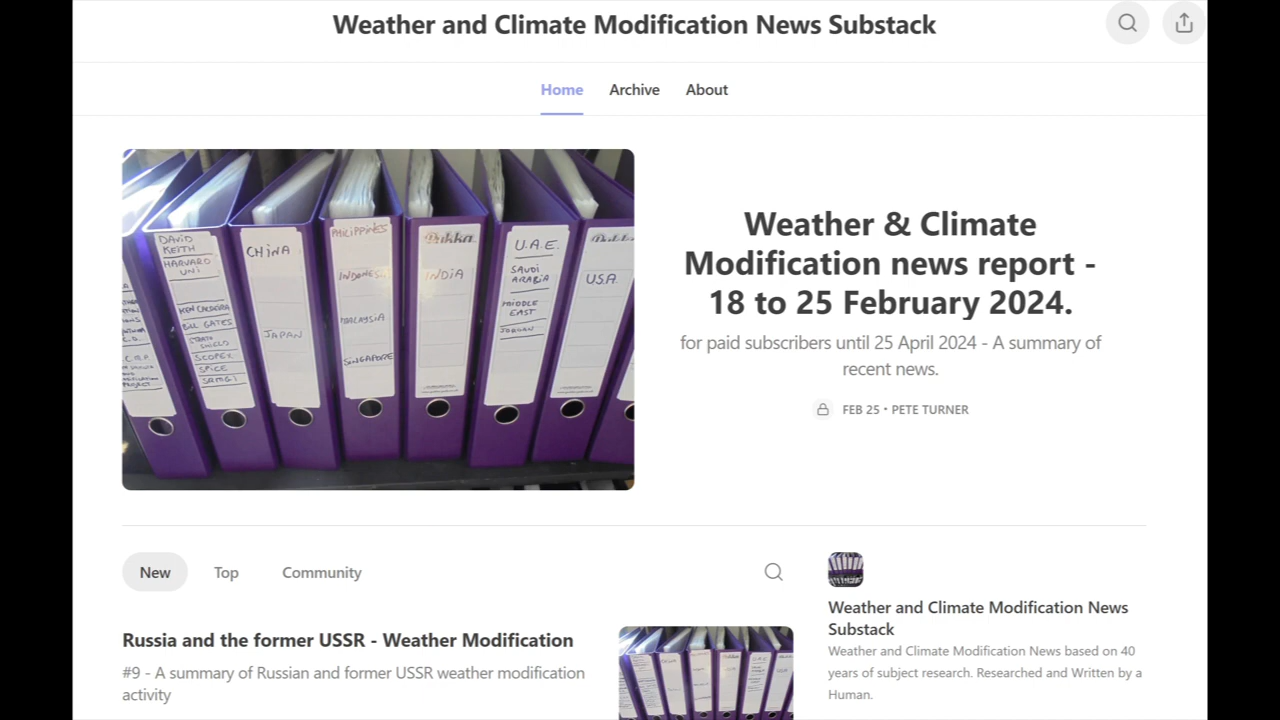 Weather and Climate Modification News Substack
Home Archive About
DAVID
KEITH
HARVARD
UNI
KEN CALDEIRA
BILL GATES
STRATO
SHIELD
SCOPEX
SPICE
SATMGI
CHINA
JAPAN
PHILIPPINES
INDONESIA
MALAYSIA
SINGAPORE
Pukka
INDIA
U.A.E.
SAUDI
ARABIA
MIDDLE
EAST
JORDAN
U.S.A.
Weather & Climate
Modification news report -
18 to 25 February 2024.
for paid subscribers until 25 April 2024 - A summary of
recent news.
FEB 25 • PETE TURNER
New Top Community
Russia and the former USSR - Weather Modification
#9 - A summary of Russian and former USSR weather modification
activity
Weather and Climate Modification News
Substack
Weather and Climate Modification News based on 40
years of subject research. Researched and Written by a
Human.